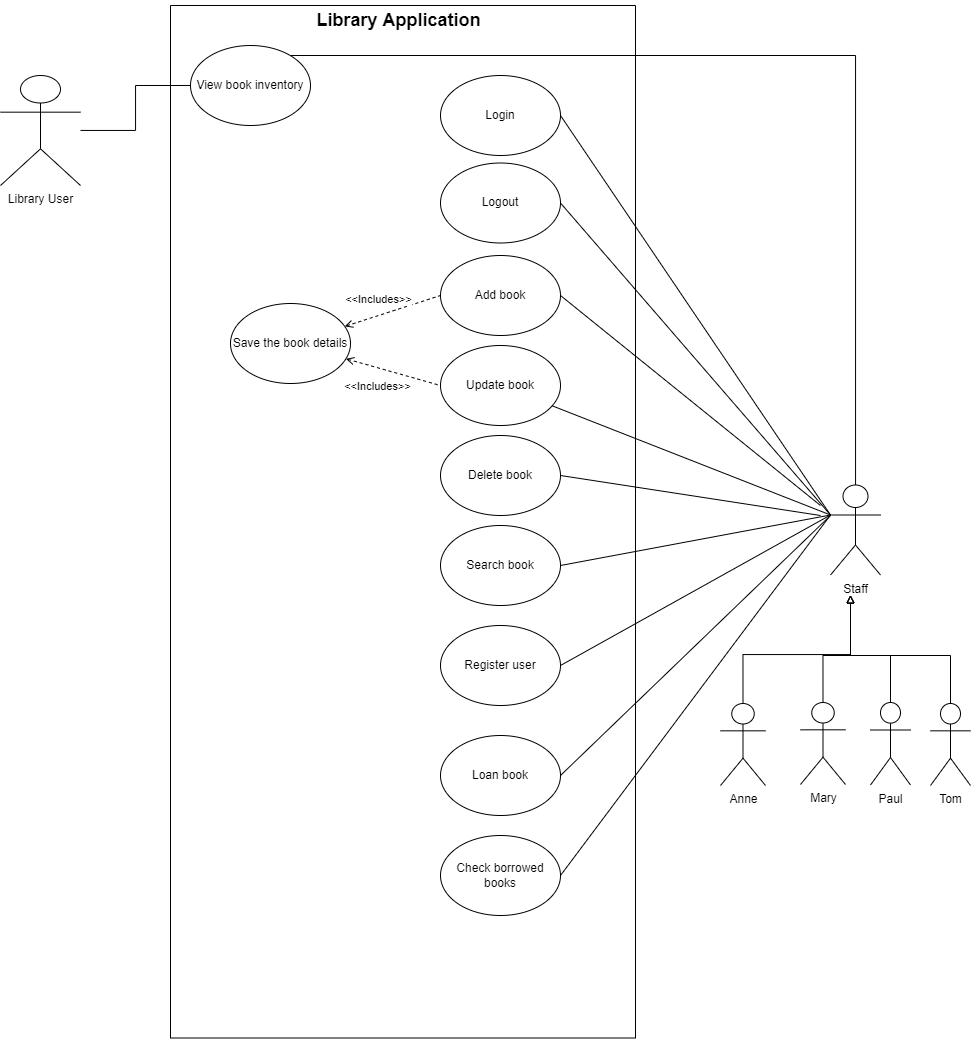 Library Application
View book inventory
Login
Library User
Logout
Add book
<<Includes>>
Save the book details
<<Includes>>
Update book
Delete book
Search book
Staff
Register user
Loan book
Anne
Mary
Paul
Tom
Check borrowed
books